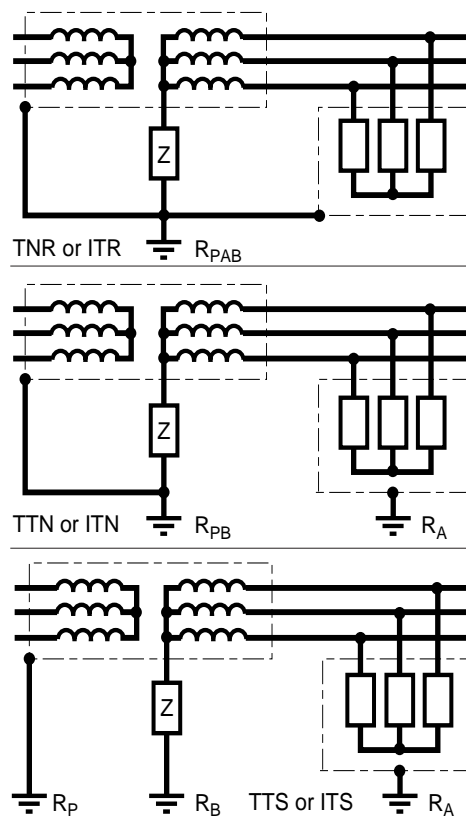 Z
TNR or ITR R_PAB
Z
TTN or ITN R_PB R_A
Z
R_P R_B TTS or ITS R_A